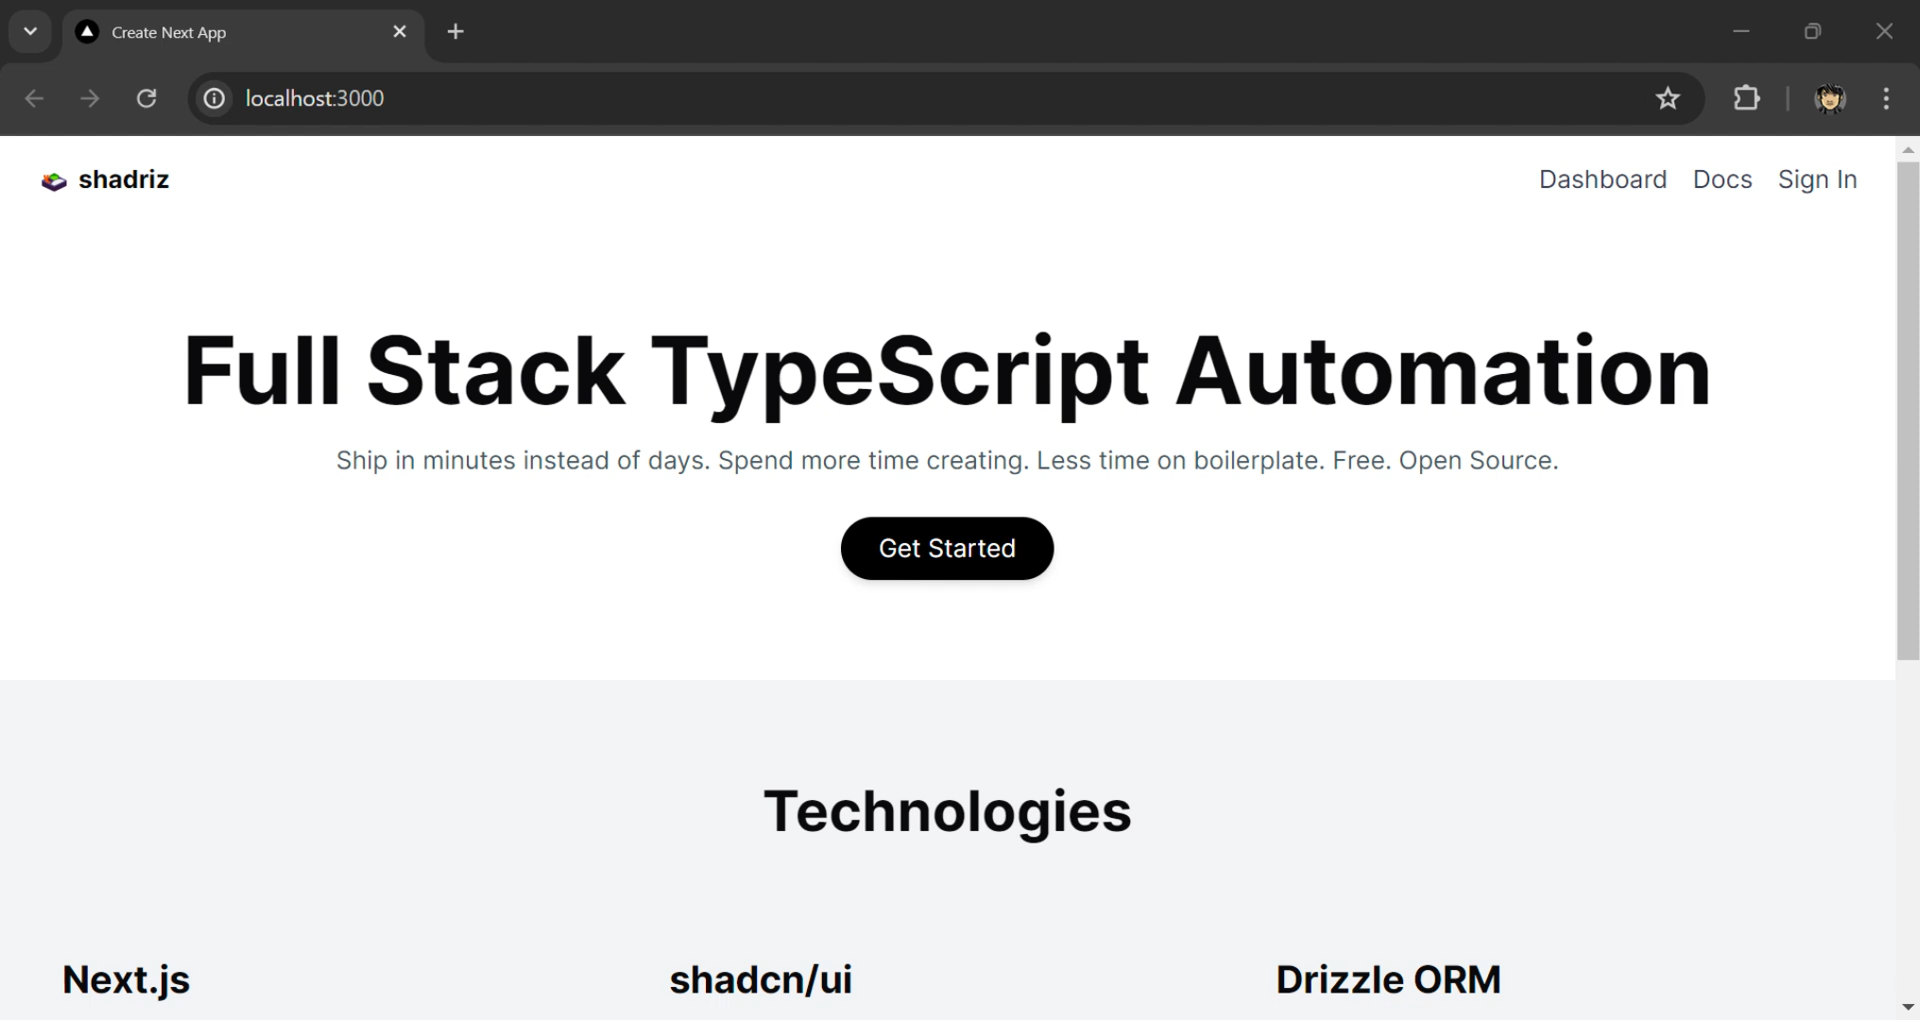 Create Next App
localhost:3000
shadriz
Dashboard Docs Sign In
Full Stack TypeScript Automation
Ship in minutes instead of days. Spend more time creating. Less time on boilerplate. Free. Open Source.
Get Started
Technologies
Next.js
shadcn/ui
Drizzle ORM